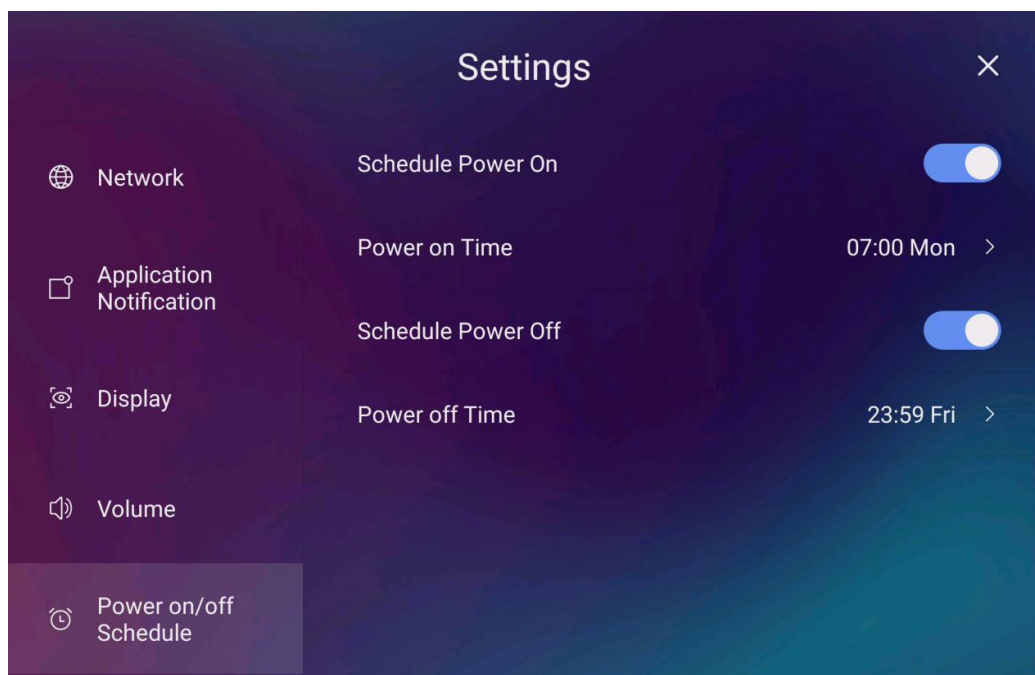 Settings
Network
Application
Notification
Display
Volume
Power on/off
Schedule
Schedule Power On
Power on Time
07:00 Mon
Schedule Power Off
Power off Time
23:59 Fri